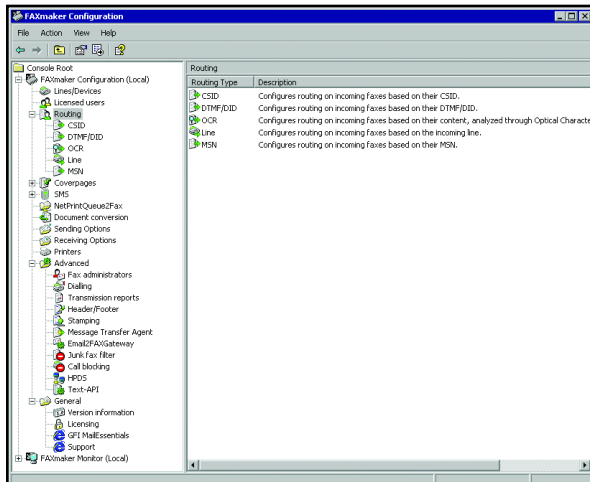 FAXmaker Configuration
File Action View Help
Console Root
FAXmaker Configuration (Local)
Lines/Devices
Licensed users
Routing
CSID
DTMF/DID
OCR
Line
MSN
Coverpages
SMS
NetPrintQueue2Fax
Document conversion
Sending Options
Receiving Options
Printers
Advanced
Fax administrators
Dialling
Transmission reports
Header/Footer
Stamping
Message Transfer Agent
Email2FAXGateway
Junk fax filter
Call blocking
HPDS
Text-API
General
Version information
Licensing
GFI MailEssentials
Support
FAXmaker Monitor (Local)
Routing
Routing Type Description
CSID Configures routing on incoming faxes based on their CSID.
DTMF/DID Configures routing on incoming faxes based on their DTMF/DID.
OCR Configures routing on incoming faxes based on their content, analyzed through Optical Characte
Line Configures routing on incoming faxes based on the incoming line.
MSN Configures routing on incoming faxes based on their MSN.